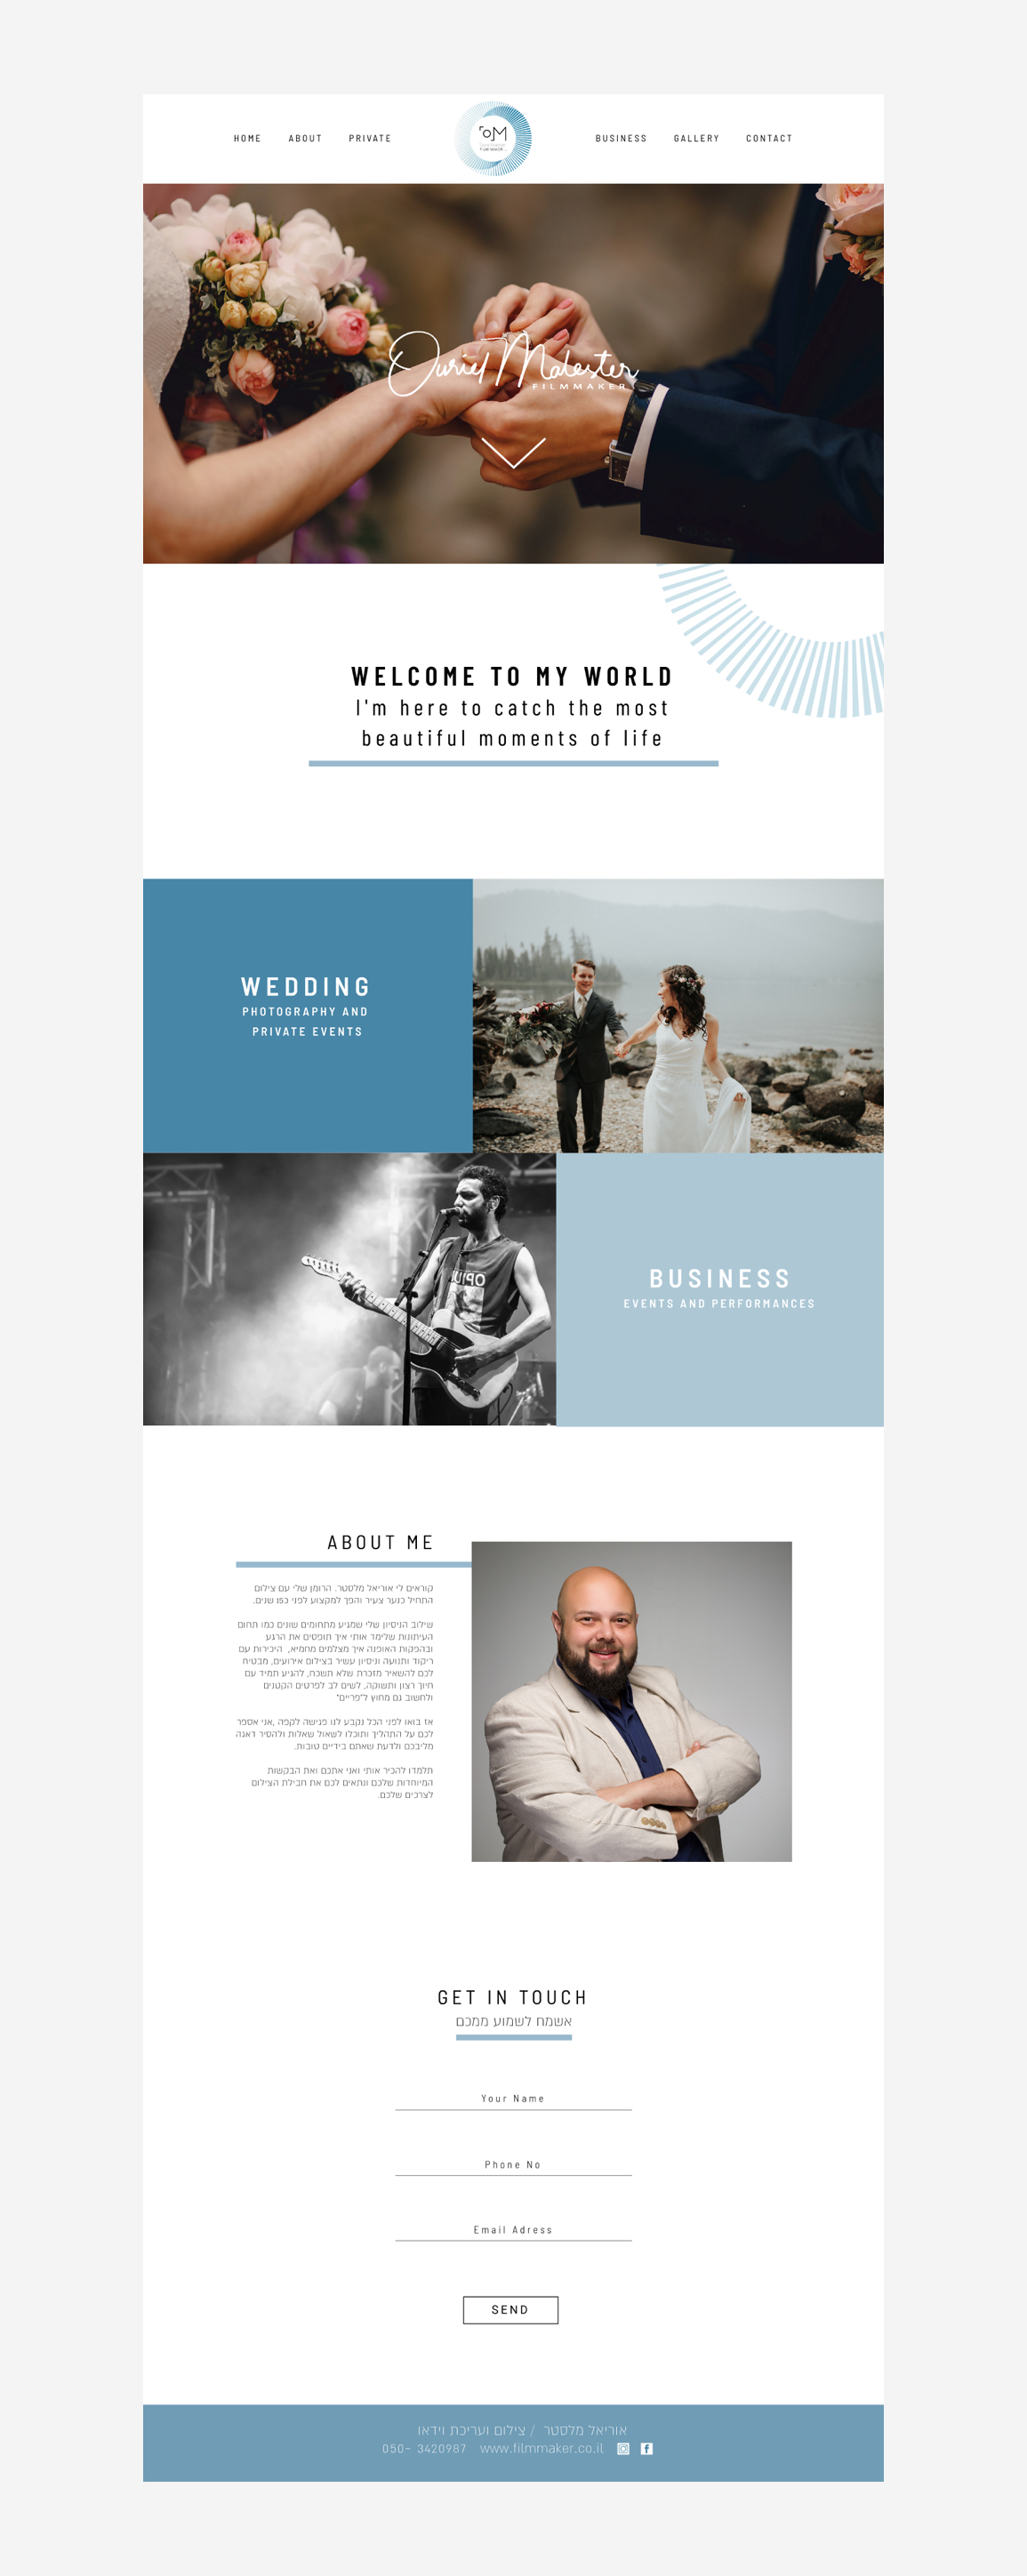 HOME ABOUT PRIVATE
OM
BUSINESS GALLERY CONTACT
Ouriel Malester
FILMMAKER
WELCOME TO MY WORLD
I'm here to catch the most
beautiful moments of life
WEDDING
PHOTOGRAPHY AND
PRIVATE EVENTS
BUSINESS
EVENTS AND PERFORMANCES
ABOUT ME
קוראים לי אוריאל מלסטר. הרומן שלי עם צילום
התחיל כנער צעיר והפך למקצוע לפני כ15 שנים.
שילוב הניסיון שלי שמגיע מתחומים שונים כמו תחום
העיתונות שלימד אותי איך תופסים את הרגע
ובהפקות האופנה איך מצלמים מחמיא, היכירות עם
ריקוד ותנועה וניסיון עשיר בצילום אירועים, מבטיח
לכם להשאיר מזכרת שלא תשכח, להגיע תמיד עם
חיוך רצון ותשוקה, לשים לב לפרטים הקטנים
ולחשוב גם מחוץ ל"פריים"
אז בואו לפני הכל נקבע לנו פגישה לקפה ,אני אספר
לכם על התהליך ותוכלו לשאול שאלות ולהסיר דאגה
מליבכם ולדעת שאתם בידיים טובות.
תלמדו להכיר אותי ואני אתכם ואת הבקשות
המיוחדות שלכם ונתאים לכם את חבילת הצילום
לצרכים שלכם.
GET IN TOUCH
אשמח לשמוע ממכם
Your Name
Phone No
Email Adress
SEND
אוריאל מלסטר / צילום ועריכת וידאו
050- 3420987 www.filmmaker.co.il